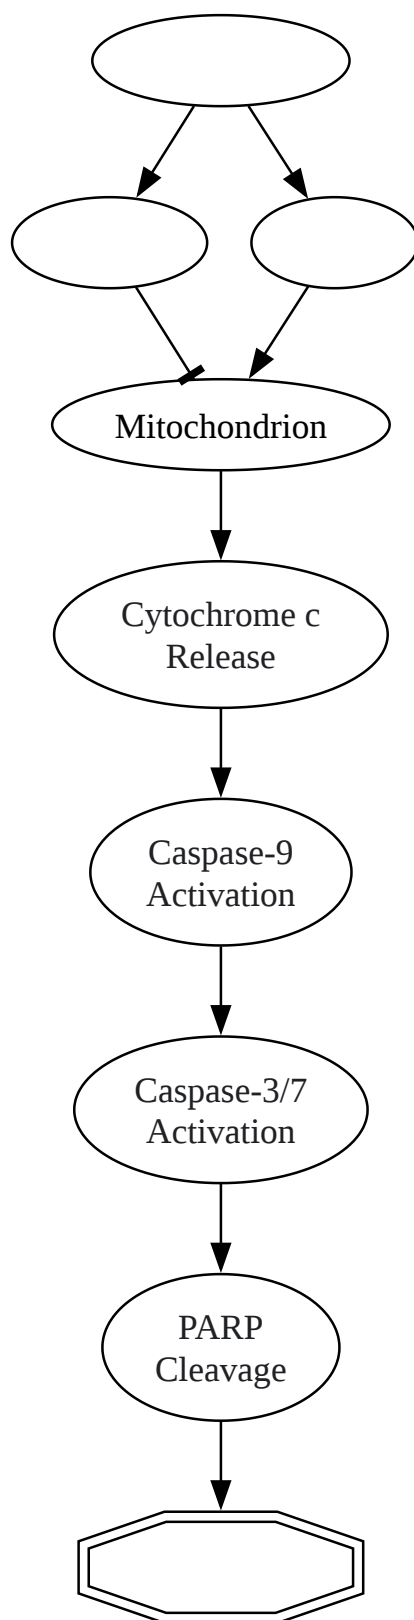 Mitochondrion
Cytochrome c
Release
Caspase-9
Activation
Caspase-3/7
Activation
PARP
Cleavage